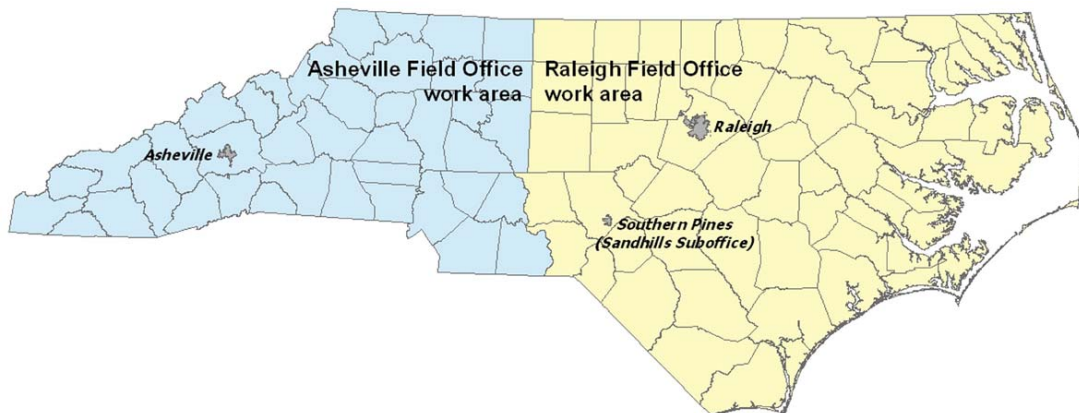 Asheville Field Office
work area
Raleigh Field Office
work area
Raleigh
Asheville
Southern Pines
(Sandhills Suboffice)